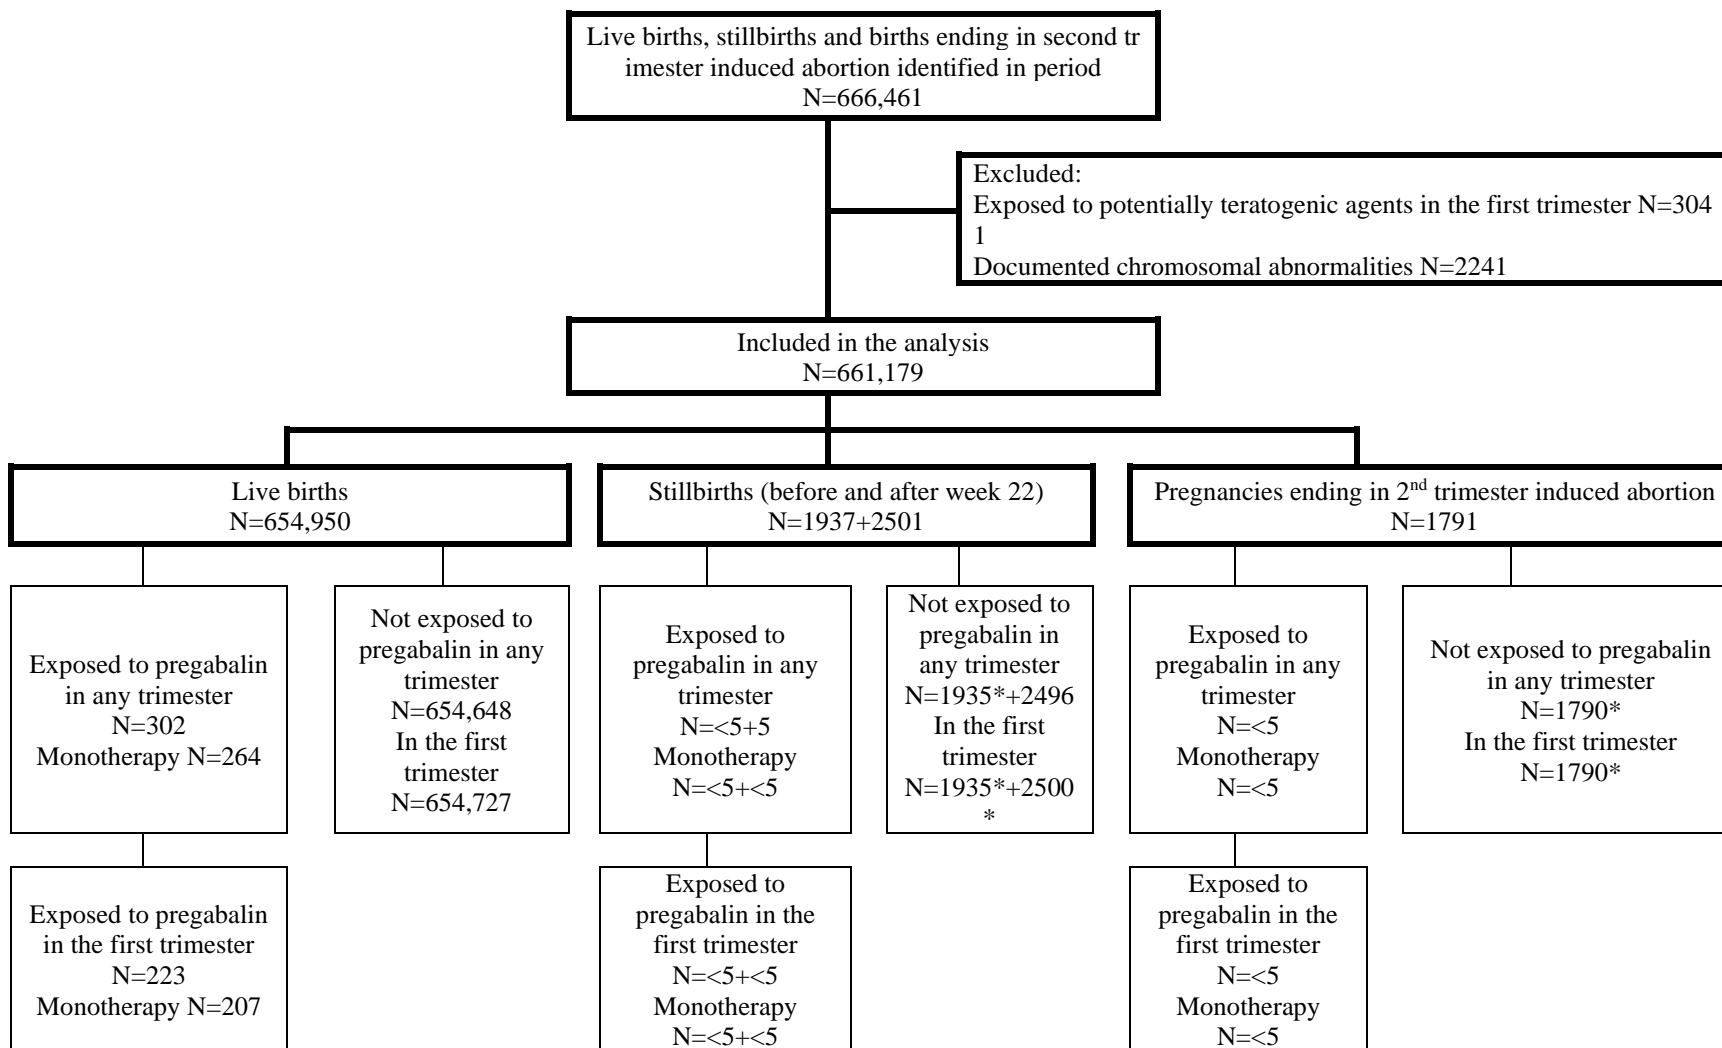 Live births, stillbirths and births ending in second tr
imester induced abortion identified in period
N=666,461
Excluded:
Exposed to potentially teratogenic agents in the first trimester N=304
1
Documented chromosomal abnormalities N=2241
Included in the analysis
N=661,179
Live births
N=654,950
Stillbirths (before and after week 22)
N=1937+2501
Pregnancies ending in 2nd trimester induced abortion
N=1791
Exposed to pregabalin
in any trimester
N=302
Monotherapy N=264
Not exposed to
pregabalin in any
trimester
N=654,648
In the first
trimester
N=654,727
Exposed to
pregabalin in any
trimester
N=<5+5
Monotherapy
N=<5+<5
Not exposed to
pregabalin in
any trimester
N=1935*+2496
In the first
trimester
N=1935*+2500
*
Exposed to
pregabalin in any
trimester
N=<5
Monotherapy
N=<5
Not exposed to pregabalin
in any trimester
N=1790*
In the first trimester
N=1790*
Exposed to pregabalin
in the first trimester
N=223
Monotherapy N=207
Exposed to
pregabalin in the
first trimester
N=<5+<5
Monotherapy
N=<5+<5
Exposed to
pregabalin in the
first trimester
N=<5
Monotherapy
N=<5